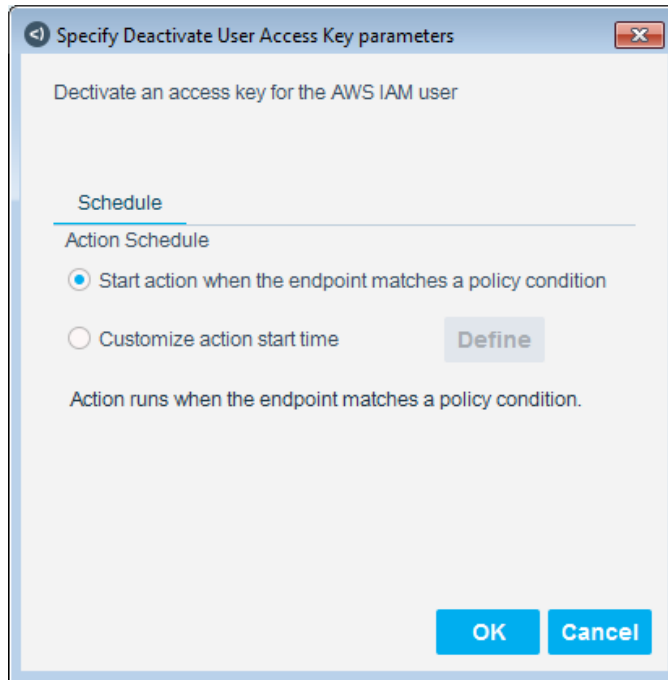 Specify Deactivate User Access Key parameters
Dectivate an access key for the AWS IAM user
Schedule
Action Schedule
Start action when the endpoint matches a policy condition
Customize action start time
Define
Action runs when the endpoint matches a policy condition.
OK
Cancel